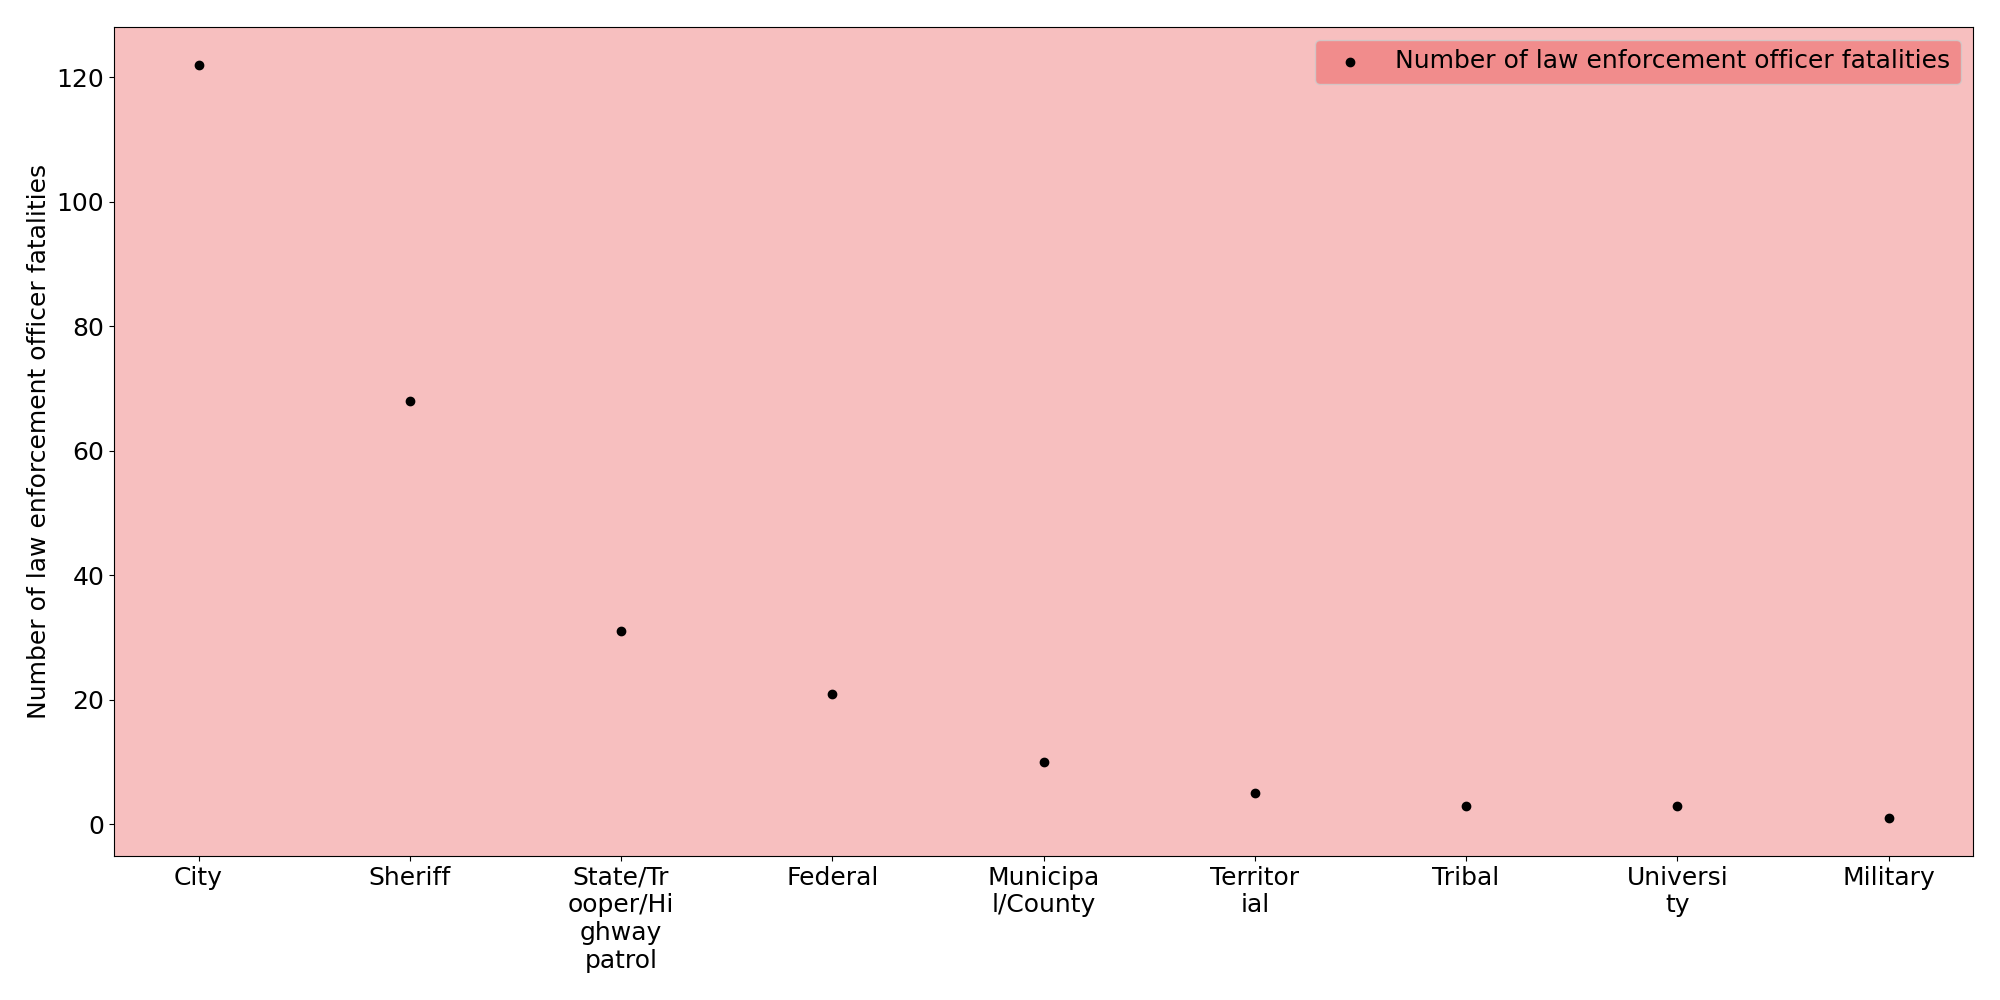 Number of law enforcement officer fatalities
Number of law enforcement officer fatalities
120
100
80
60
40
20
0
City
Sheriff
State/Tr
ooper/Hi
ghway
patrol
Federal
Municipa
l/County
Territor
ial
Tribal
Universi
ty
Military